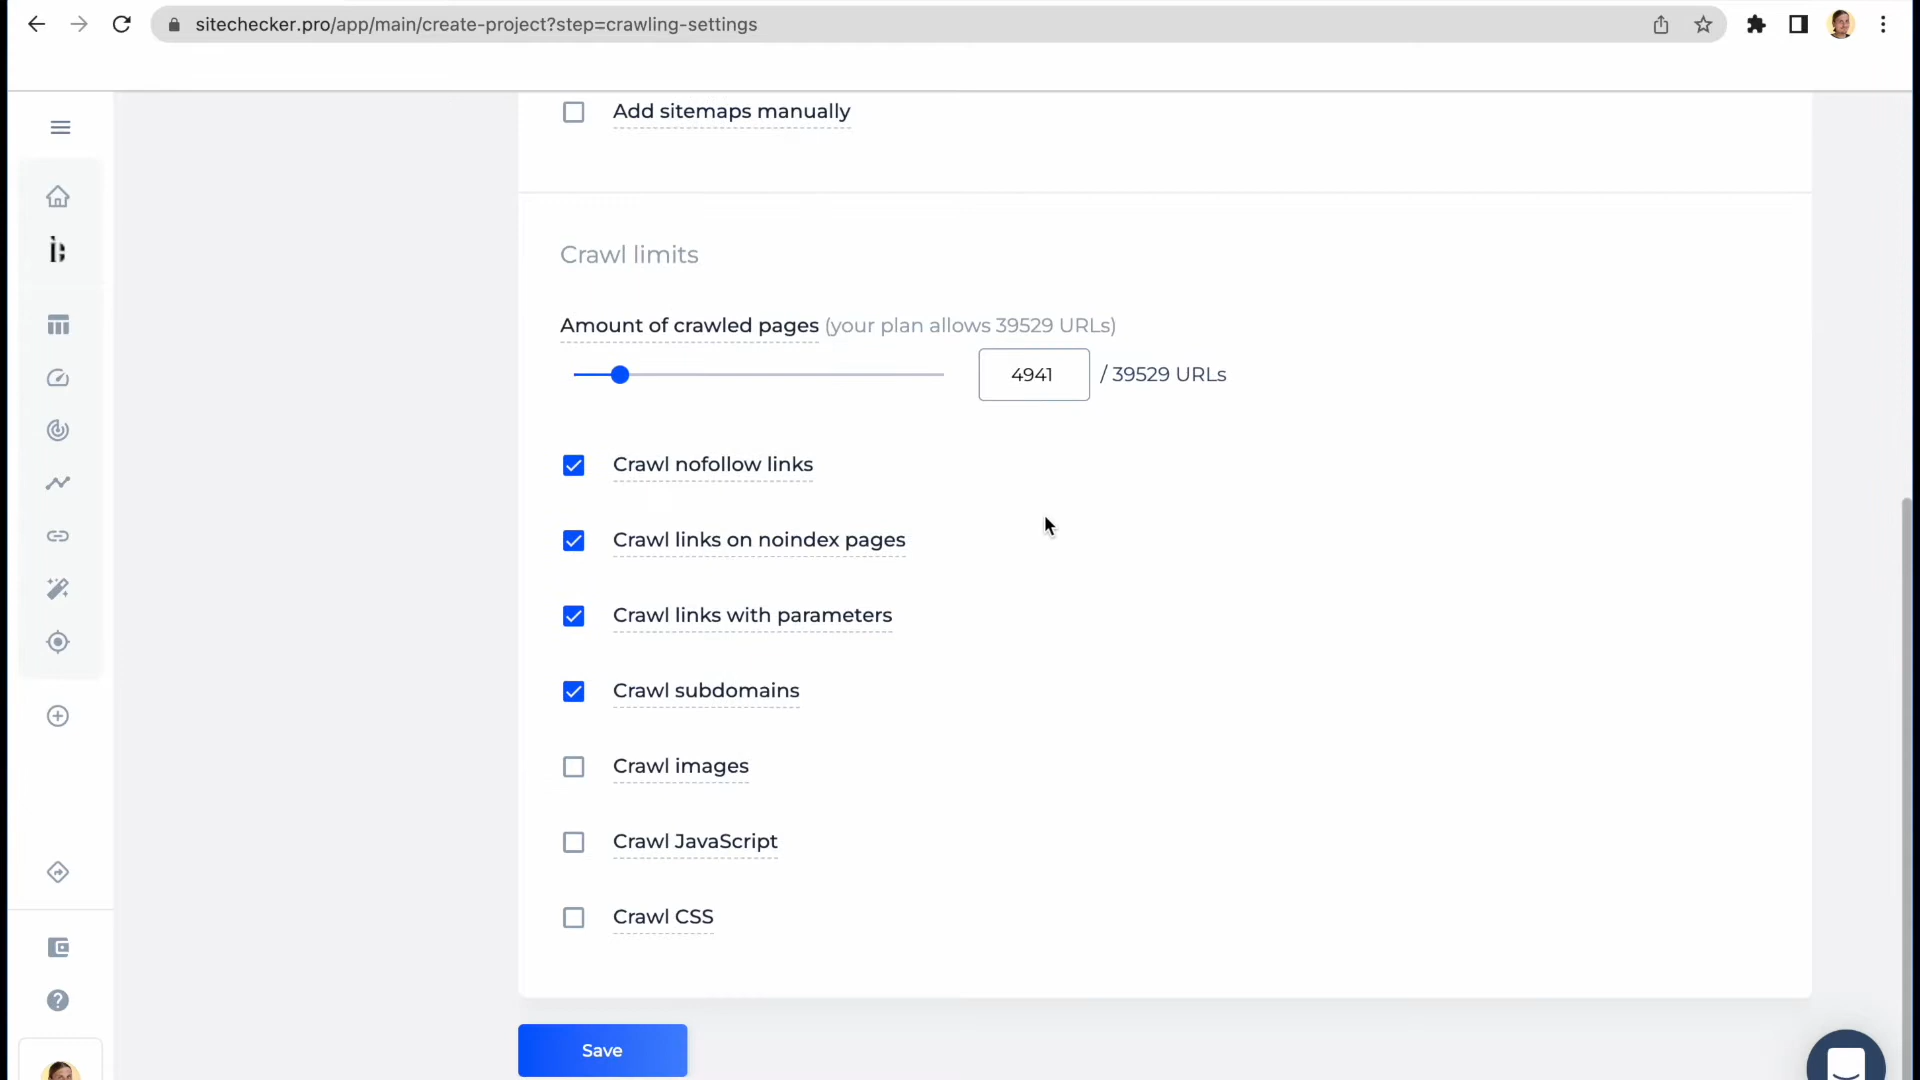 sitechecker.pro/app/main/create-project?step=crawling-settings
Add sitemaps manually
Crawl limits
Amount of crawled pages (your plan allows 39529 URLs)
4941 / 39529 URLs
Crawl nofollow links
Crawl links on noindex pages
Crawl links with parameters
Crawl subdomains
Crawl images
Crawl JavaScript
Crawl CSS
Save